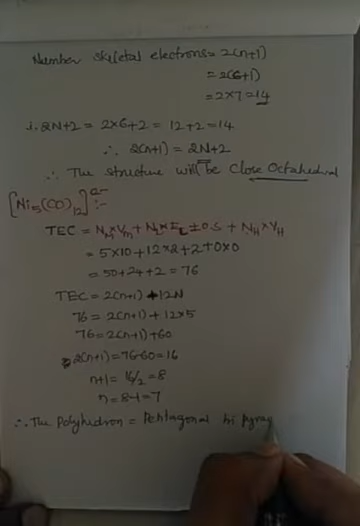 Number skeletal electrons = 2(n+1)
= 2(6+1)
= 2×7 = 14
∴ 2N+2 = 2×6+2 = 12+2 = 14
∴ 2(n+1) = 2N+2
∴ The structure will be Close Octahedral
[Ni5(CO)12]2- :-
TEC = NM×VM + NL×EL ± O.S + NH×VH
= 5×10 + 12×2 + 2 + 0×0
= 50+24+2 = 76
TEC = 2(n+1) + 12N
76 = 2(n+1) + 12×5
76 = 2(n+1) + 60
2(n+1) = 76-60 = 16
n+1 = 16/2 = 8
n = 8-1 = 7
∴ The Polyhedron = Pentagonal bi pyra